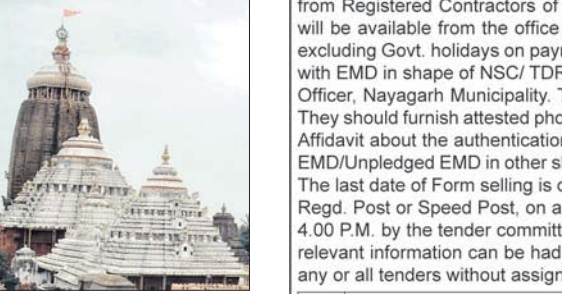 from Registered Contractors of
will be available from the office
excluding Govt. holidays on payn
with EMD in shape of NSC/ TDR
Officer, Nayagarh Municipality. T
They should furnish attested pho
Affidavit about the authentication
EMD/Unpledged EMD in other sh
The last date of Form selling is o
Regd. Post or Speed Post, on a
4.00 P.M. by the tender committ
relevant information can be had
any or all tenders without assign